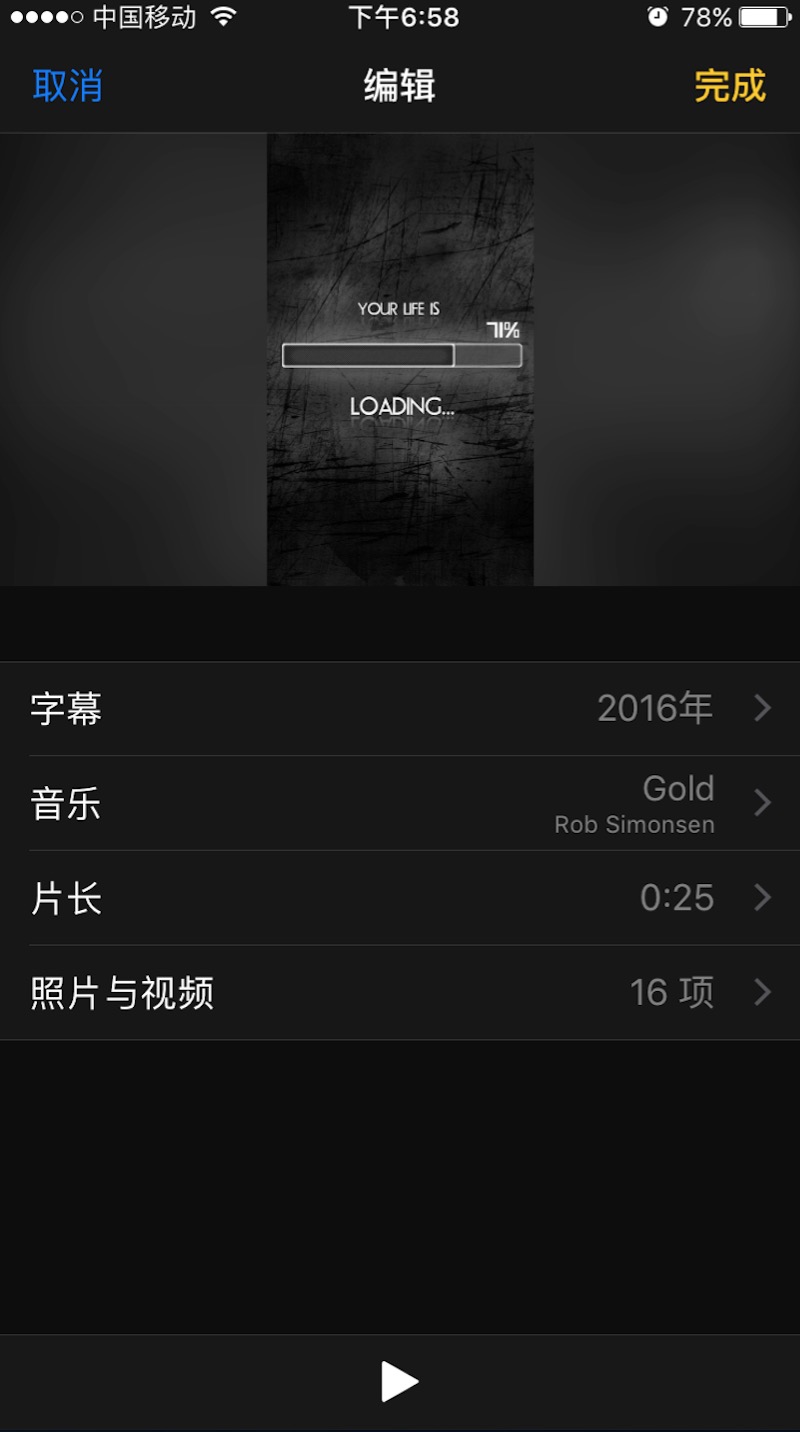 中国移动
下午6:58
78%
取消
编辑
完成
YOUR LIFE IS
71%
LOADING...
字幕
2016年
音乐
Gold
Rob Simonsen
片长
0:25
照片与视频
16 项